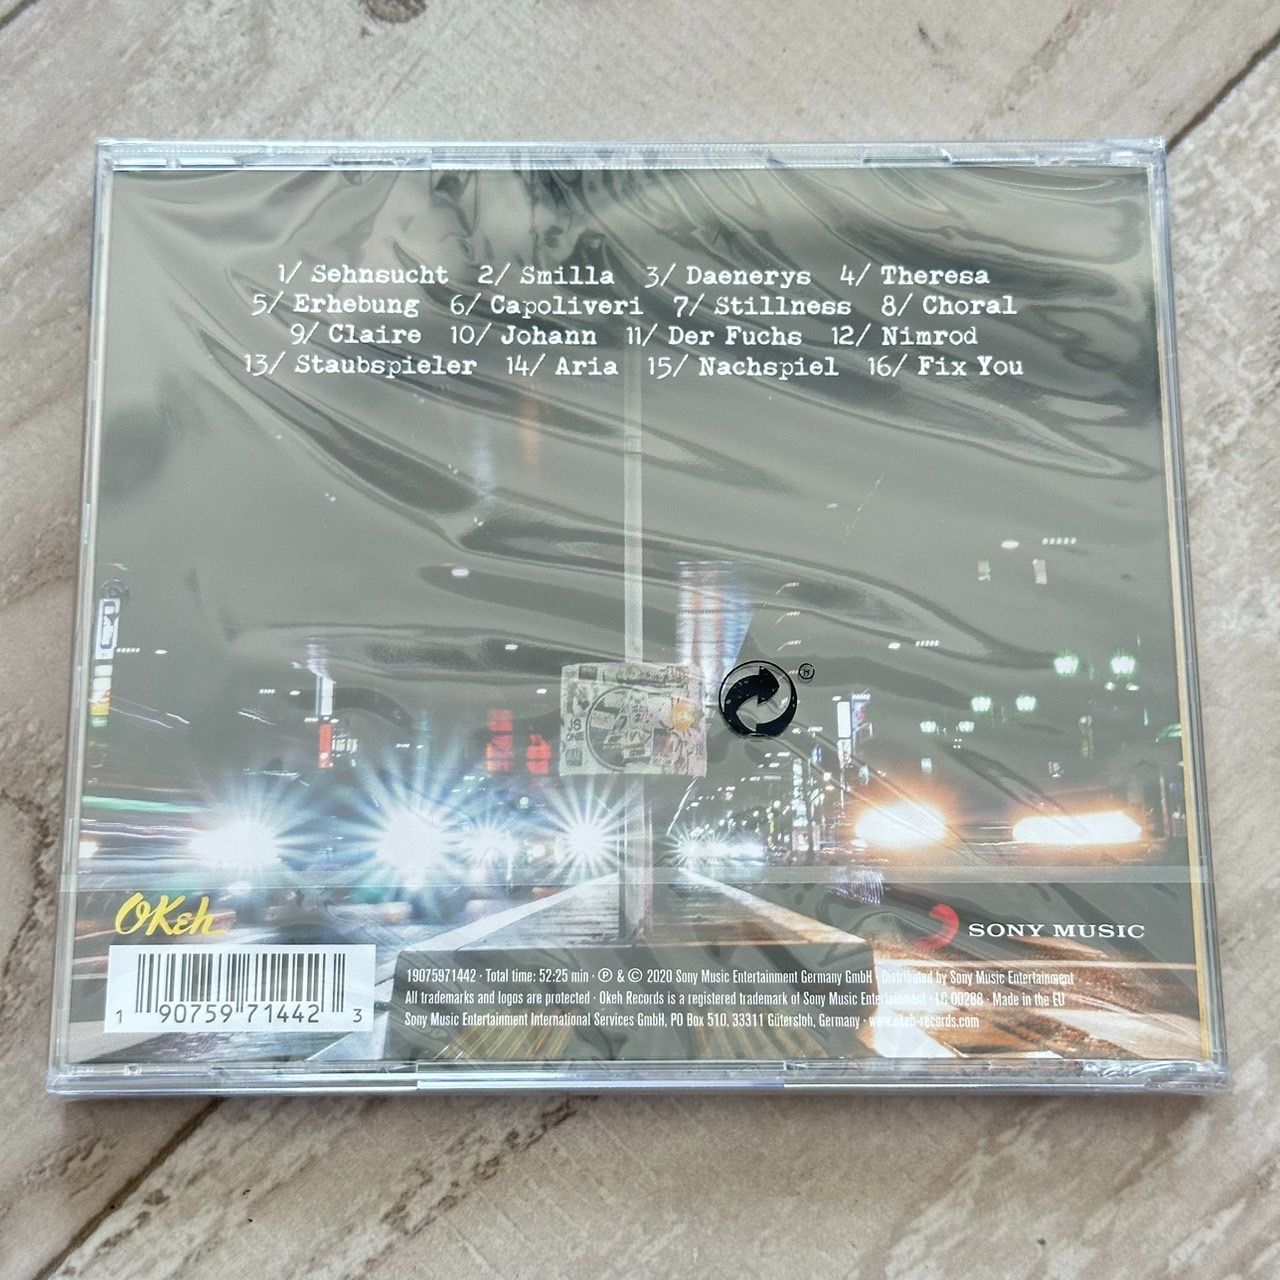 1/ Sehnsucht 2/ Smilla 3/ Daenerys 4/ Theresa
5/ Erhebung 6/ Capoliveri 7/ Stillness 8/ Choral
9/ Claire 10/ Johann 11/ Der Fuchs 12/ Nimrod
13/ Staubspieler 14/ Aria 15/ Nachspiel 16/ Fix You
®
OKeh
SONY MUSIC
1 90759 71442 3
19075971442 · Total time: 52:25 min · ℗ & © 2020 Sony Music Entertainment Germany GmbH · Distributed by Sony Music Entertainment
All trademarks and logos are protected · Okeh Records is a registered trademark of Sony Music Entertainment · LC 00288 · Made in the EU
Sony Music Entertainment International Services GmbH, PO Box 510, 33311 Gütersloh, Germany · www.okeh-records.com